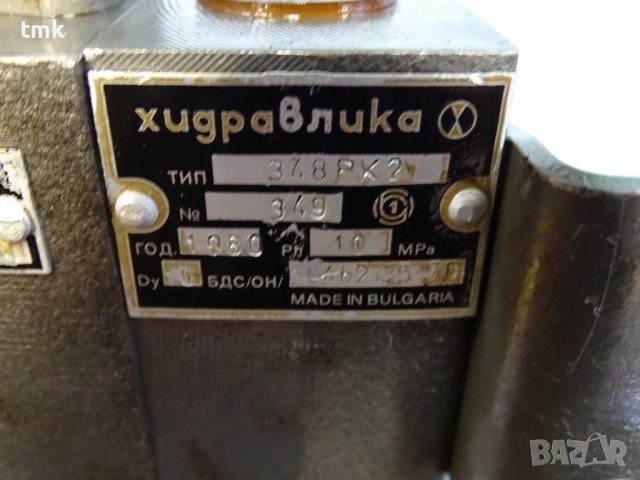 tmk
хидравлика
ТИП 348РК2
№ 349
ГОД. 1980 Pн 10 MPa
Dy БДС/ОН/
MADE IN BULGARIA
BAZAR